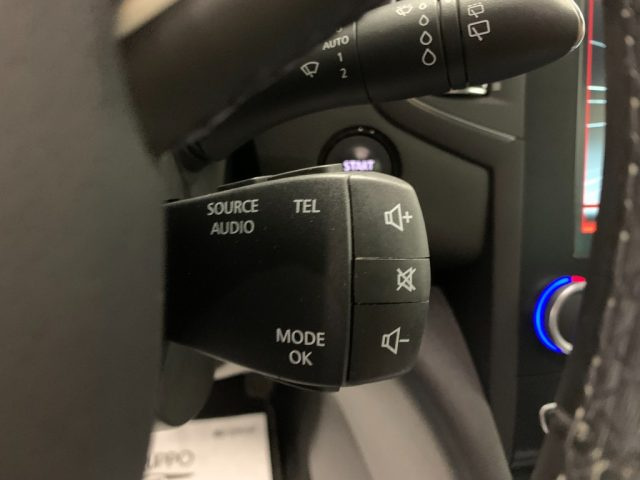 AUTO
1
2
START
SOURCE
AUDIO
TEL
MODE
OK